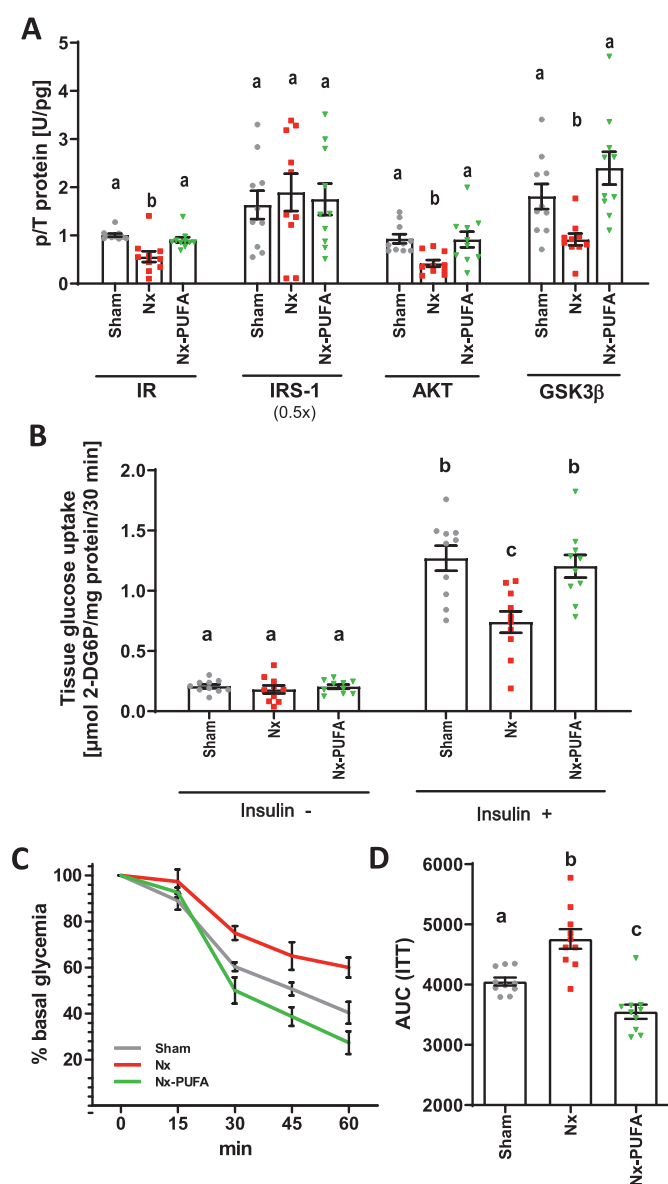 A
p/T protein [U/pg]
5
4
3
2
1
0
a
b
a
a
a
a
a
b
a
a
b
a
Sham
Nx
Nx-PUFA
Sham
Nx
Nx-PUFA
Sham
Nx
Nx-PUFA
Sham
Nx
Nx-PUFA
IR
IRS-1
(0.5x)
AKT
GSK3β
B
Tissue glucose uptake
[µmol 2-DG6P/mg protein/30 min]
2.0
1.5
1.0
0.5
0.0
a
a
a
b
c
b
Sham
Nx
Nx-PUFA
Sham
Nx
Nx-PUFA
Insulin -
Insulin +
C
% basal glycemia
100
80
60
40
20
-
Sham
Nx
Nx-PUFA
0 15 30 45 60
min
D
AUC (ITT)
6000
5000
4000
3000
2000
a
b
c
Sham
Nx
Nx-PUFA